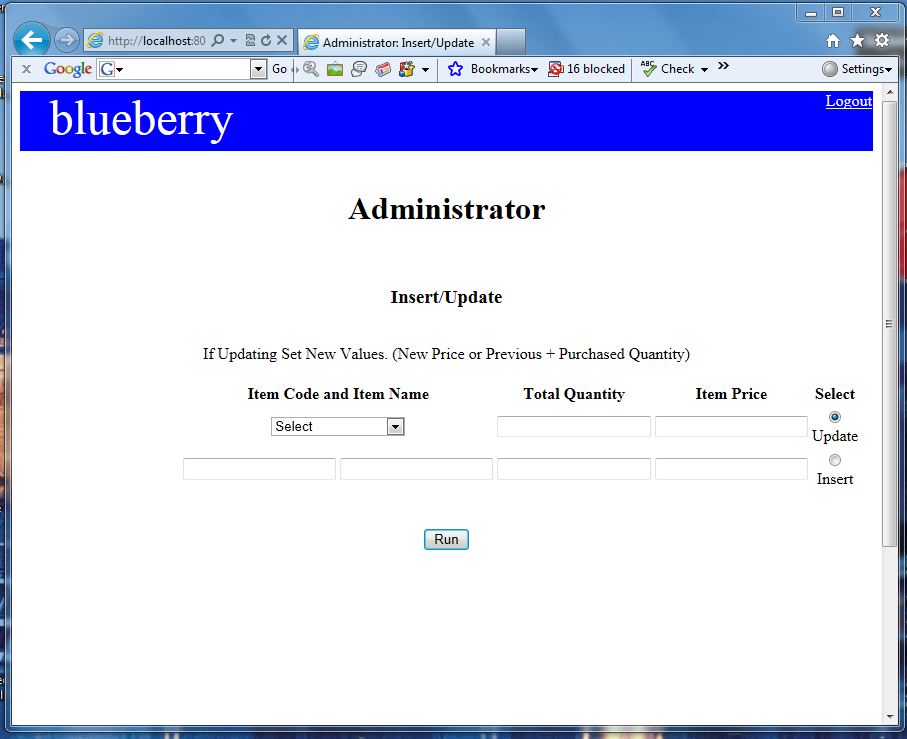 http://localhost:80
Administrator: Insert/Update
x Google G Go Bookmarks 16 blocked ABC Check » Settings
blueberry
Logout
Administrator
Insert/Update
If Updating Set New Values. (New Price or Previous + Purchased Quantity)
Item Code and Item Name Total Quantity Item Price Select
Select
Update
Insert
Run